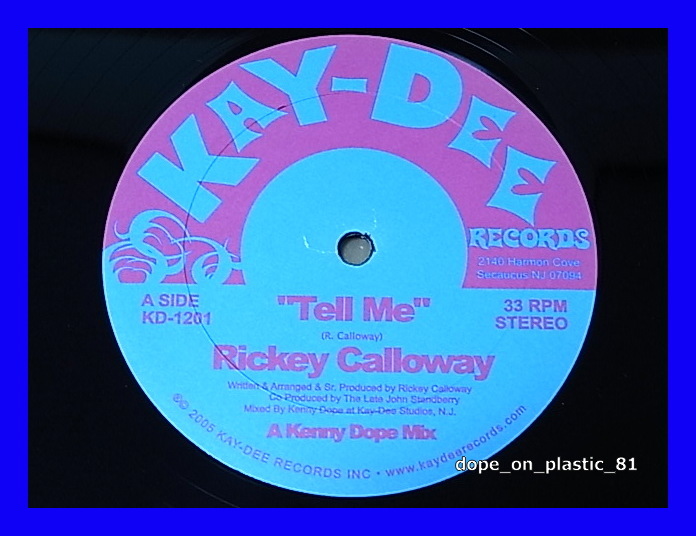 KAY-DEE
RECORDS
2140 Harmon Cove
Secaucus NJ 07094
A SIDE
KD-1201
33 RPM
STEREO
"Tell Me"
(R. Calloway)
Rickey Calloway
Written & Arranged & Sr. Produced by Rickey Calloway
Co Produced by The Late John Standberry
Mixed By Kenny Dope at Kay-Dee Studios, N.J.
A Kenny Dope Mix
℗© 2005 KAY-DEE RECORDS INC • www.kaydeerecords.com
dope_on_plastic_81